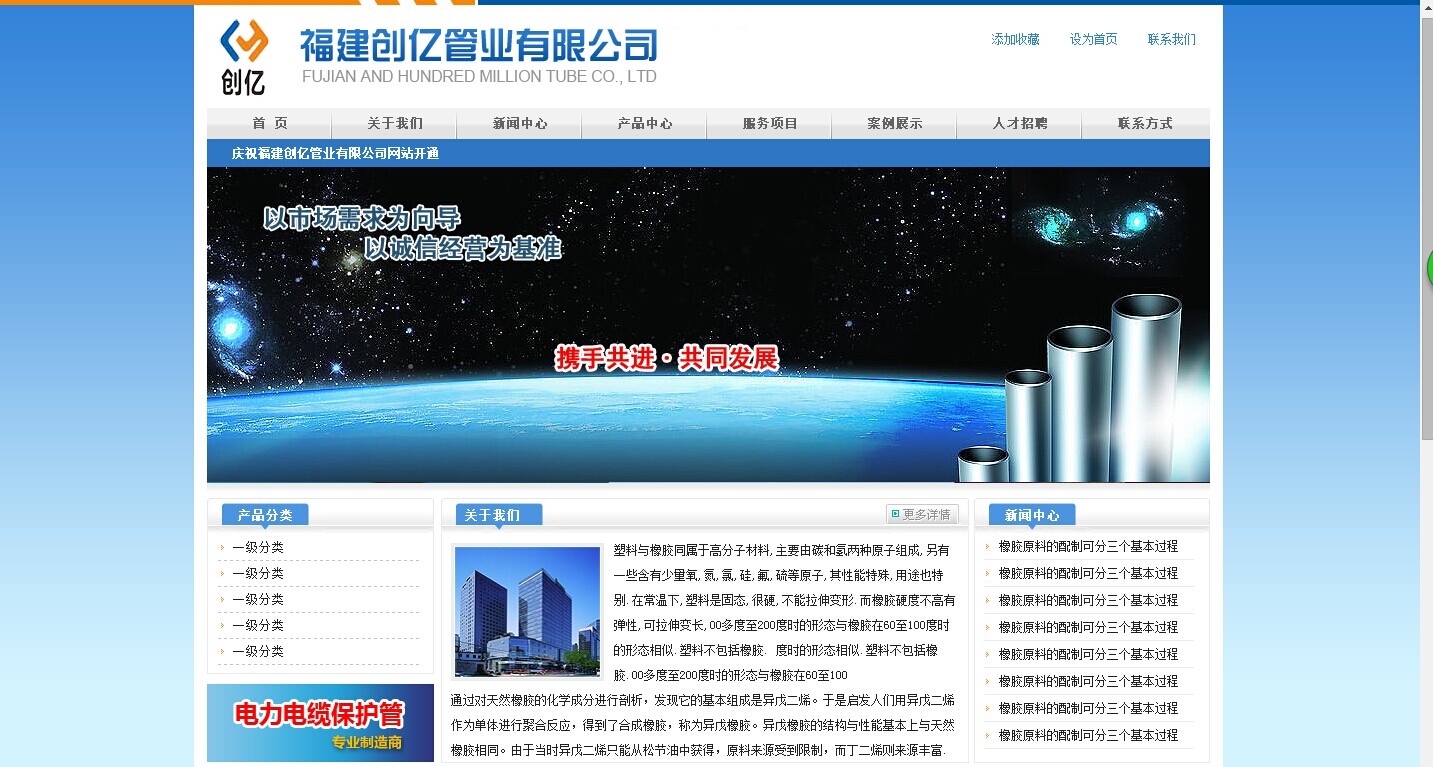 创亿
福建创亿管业有限公司
FUJIAN AND HUNDRED MILLION TUBE CO., LTD
添加收藏 设为首页 联系我们
首 页 关于我们 新闻中心 产品中心 服务项目 案例展示 人才招聘 联系方式
庆祝福建创亿管业有限公司网站开通
以市场需求为向导
以诚信经营为基准
携手共进·共同发展
产品分类
一级分类
一级分类
一级分类
一级分类
一级分类
电力电缆保护管
专业制造商
关于我们
更多详情
塑料与橡胶同属于高分子材料,主要由碳和氢两种原子组成,另有
一些含有少量氧,氮,氯,硅,氟,硫等原子,其性能特殊,用途也特
别.在常温下,塑料是固态,很硬,不能拉伸变形.而橡胶硬度不高有
弹性,可拉伸变长,00多度至200度时的形态与橡胶在60至100度时
的形态相似.塑料不包括橡胶. 度时的形态相似.塑料不包括橡
胶.00多度至200度时的形态与橡胶在60至100
通过对天然橡胶的化学成分进行剖析，发现它的基本组成是异戊二烯。于是启发人们用异戊二烯
作为单体进行聚合反应，得到了合成橡胶，称为异戊橡胶。异戊橡胶的结构与性能基本上与天然
橡胶相同。由于当时异戊二烯只能从松节油中获得，原料来源受到限制，而丁二烯则来源丰富.
新闻中心
橡胶原料的配制可分三个基本过程
橡胶原料的配制可分三个基本过程
橡胶原料的配制可分三个基本过程
橡胶原料的配制可分三个基本过程
橡胶原料的配制可分三个基本过程
橡胶原料的配制可分三个基本过程
橡胶原料的配制可分三个基本过程
橡胶原料的配制可分三个基本过程